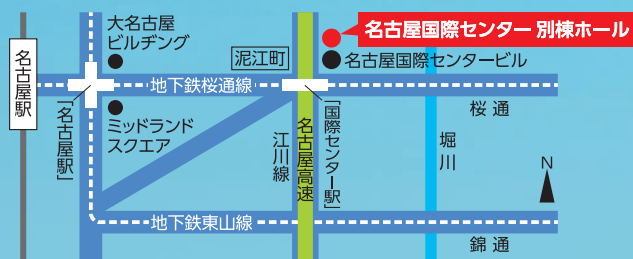 名古屋国際センター 別棟ホール
大名古屋
ビルヂング
泥江町
名古屋国際センタービル
名古屋駅
地下鉄桜通線
桜通
「名古屋駅」
ミッドランド
スクエア
江川線
名古屋高速
「国際センター駅」
堀川
N
地下鉄東山線
錦通